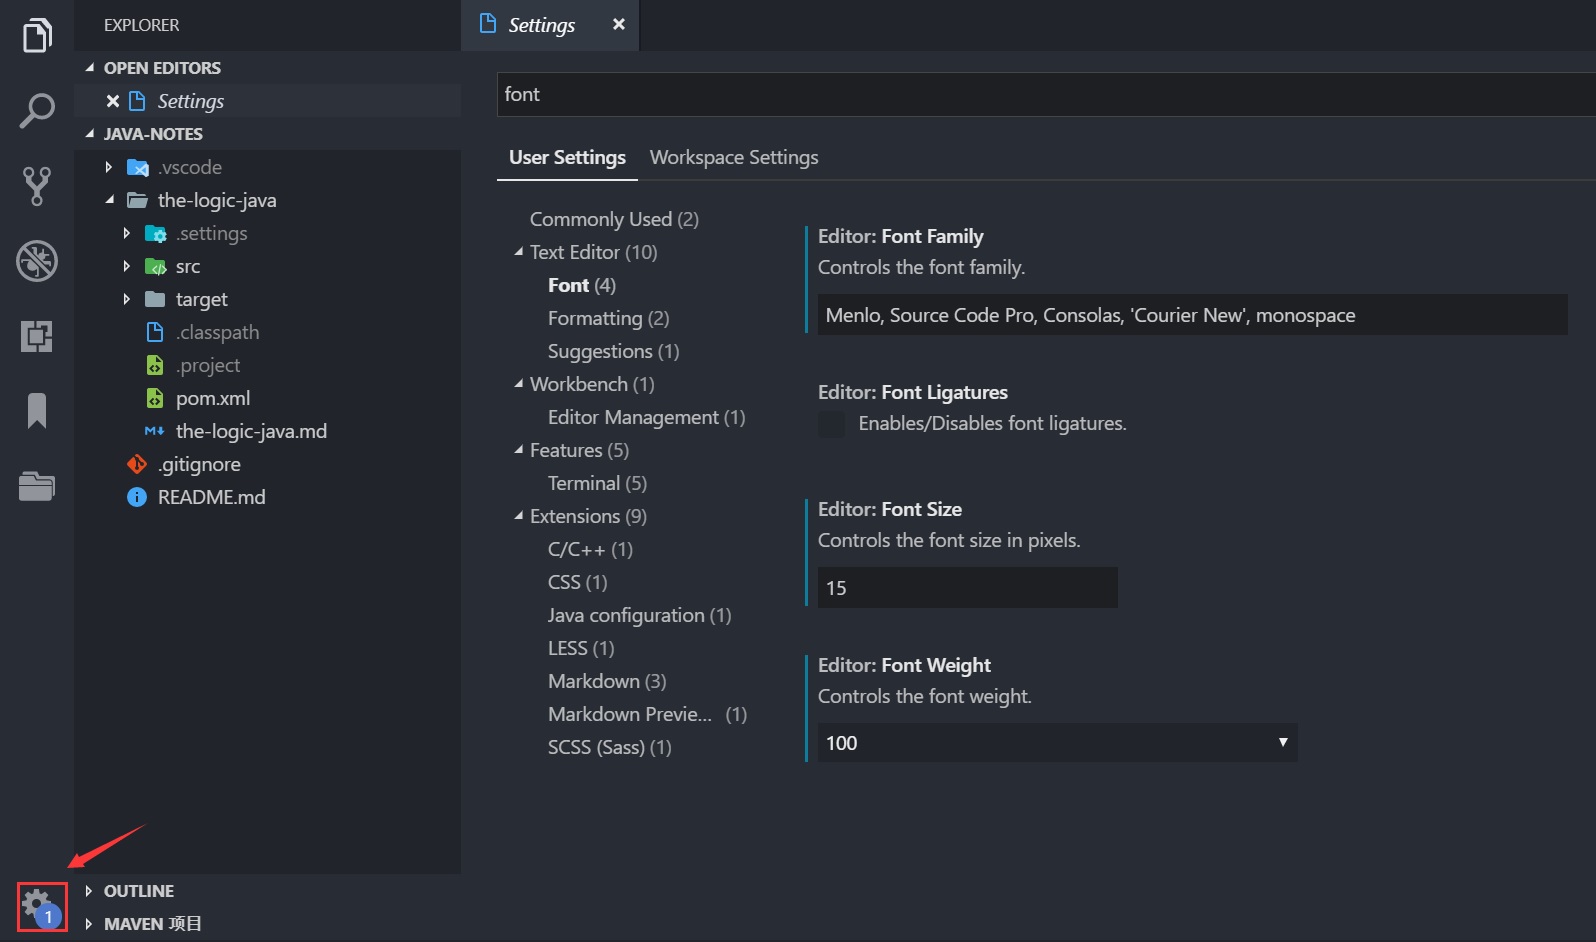 EXPLORER
OPEN EDITORS
Settings
JAVA-NOTES
.vscode
the-logic-java
.settings
src
target
.classpath
.project
pom.xml
the-logic-java.md
.gitignore
README.md
OUTLINE
MAVEN 项目
1
Settings
font
User Settings
Workspace Settings
Commonly Used (2)
Text Editor (10)
Font (4)
Formatting (2)
Suggestions (1)
Workbench (1)
Editor Management (1)
Features (5)
Terminal (5)
Extensions (9)
C/C++ (1)
CSS (1)
Java configuration (1)
LESS (1)
Markdown (3)
Markdown Previe... (1)
SCSS (Sass) (1)
Editor: Font Family
Controls the font family.
Menlo, Source Code Pro, Consolas, 'Courier New', monospace
Editor: Font Ligatures
Enables/Disables font ligatures.
Editor: Font Size
Controls the font size in pixels.
15
Editor: Font Weight
Controls the font weight.
100